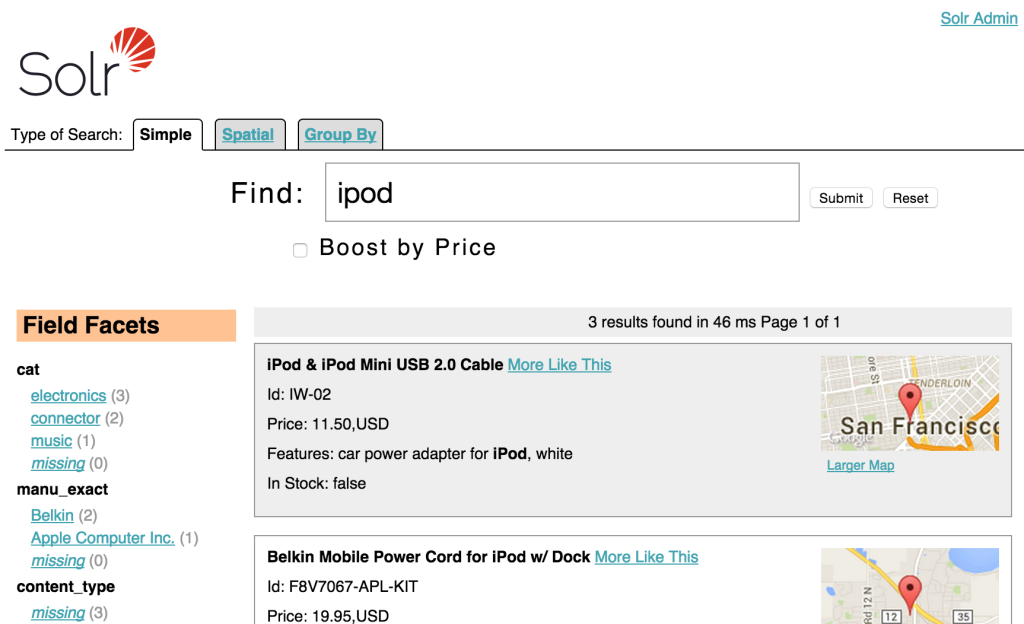 Solr Admin
Solr
Type of Search: Simple Spatial Group By
Find: ipod Submit Reset
Boost by Price
Field Facets
cat
electronics (3)
connector (2)
music (1)
missing (0)
manu_exact
Belkin (2)
Apple Computer Inc. (1)
missing (0)
content_type
missing (3)
3 results found in 46 ms Page 1 of 1
iPod & iPod Mini USB 2.0 Cable More Like This
Id: IW-02
Price: 11.50,USD
Features: car power adapter for iPod, white
In Stock: false
ore St
TENDERLOIN
San Francisco
Google
Larger Map
Belkin Mobile Power Cord for iPod w/ Dock More Like This
Id: F8V7067-APL-KIT
Price: 19.95,USD
Rd 12 N
12
35